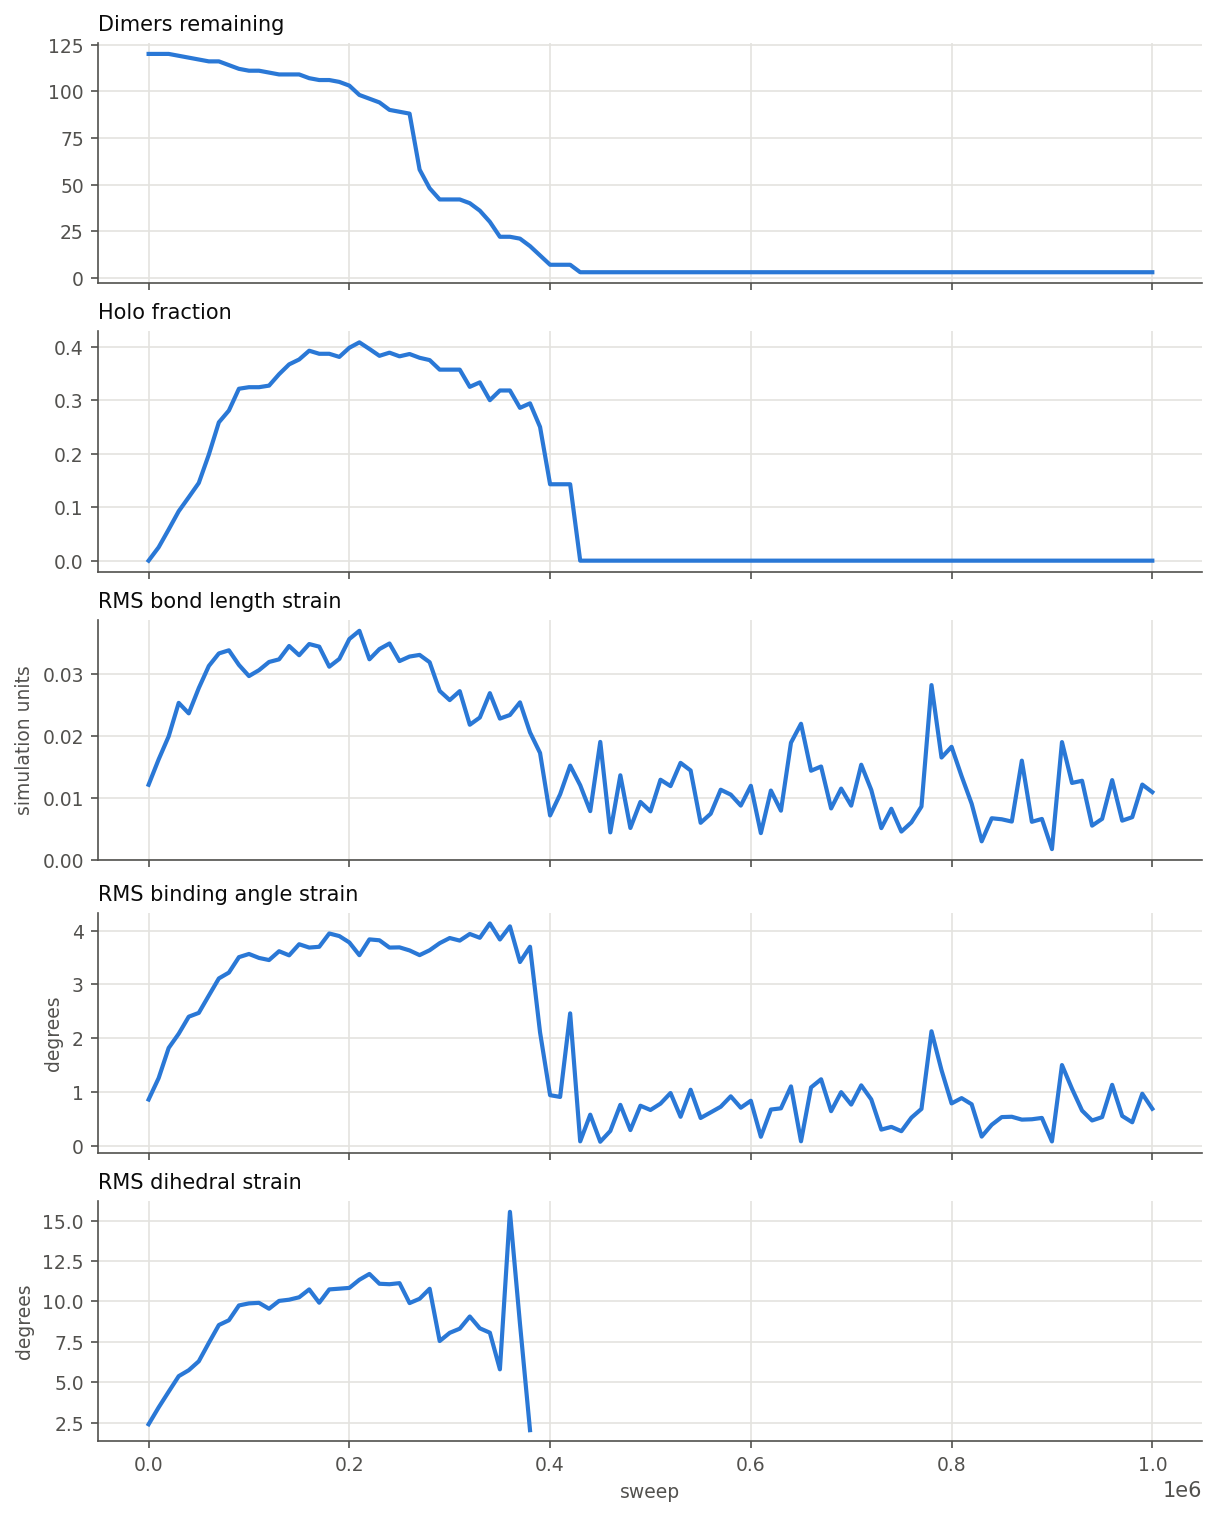 Dimers remaining
125
100
75
50
25
0
Holo fraction
0.4
0.3
0.2
0.1
0.0
RMS bond length strain
simulation units
0.03
0.02
0.01
0.00
RMS binding angle strain
degrees
4
3
2
1
0
RMS dihedral strain
degrees
15.0
12.5
10.0
7.5
5.0
2.5
0.0 0.2 0.4 0.6 0.8 1.0
sweep
1e6